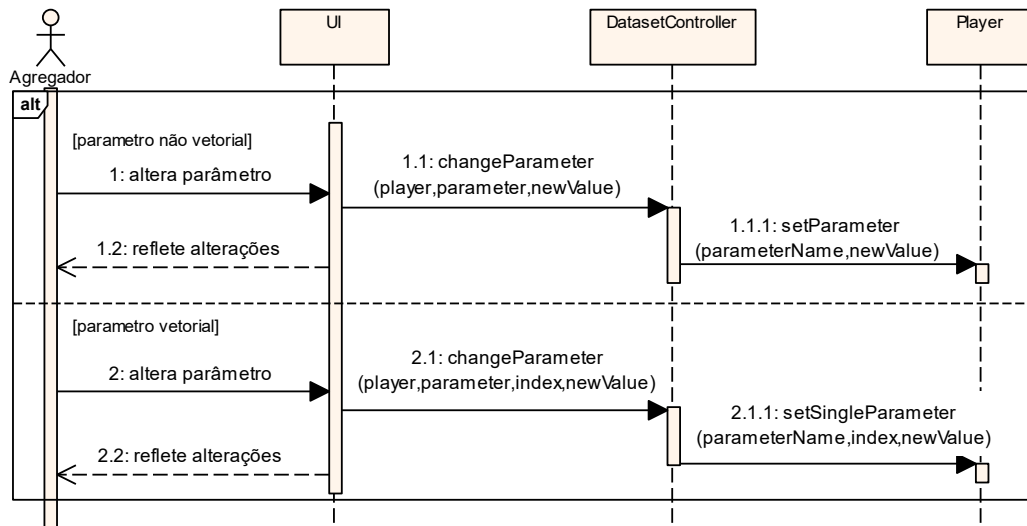 UI
DatasetController
Player
Agregador
alt
[parametro não vetorial]
1: altera parâmetro
1.1: changeParameter
(player,parameter,newValue)
1.1.1: setParameter
(parameterName,newValue)
1.2: reflete alterações
[parametro vetorial]
2: altera parâmetro
2.1: changeParameter
(player,parameter,index,newValue)
2.1.1: setSingleParameter
(parameterName,index,newValue)
2.2: reflete alterações